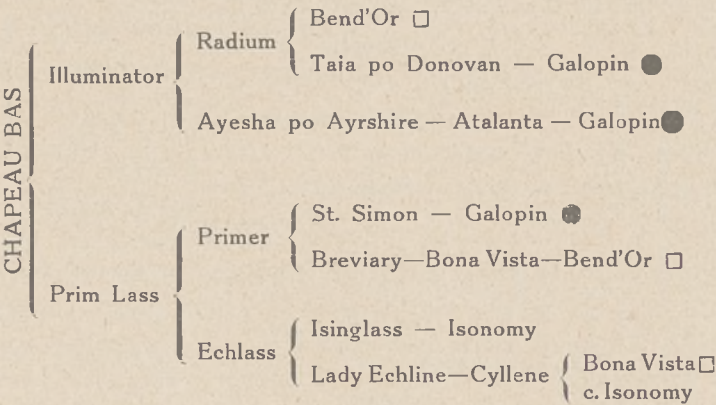 CHAPEAU BAS
Illuminator
Radium
Bend'Or □
Taia po Donovan — Galopin ●
Ayesha po Ayrshire — Atalanta — Galopin ●
Prim Lass
Primer
St. Simon — Galopin ●
Breviary—Bona Vista—Bend'Or □
Echlass
Isinglass — Isonomy
Lady Echline—Cyllene
Bona Vista □
c. Isonomy